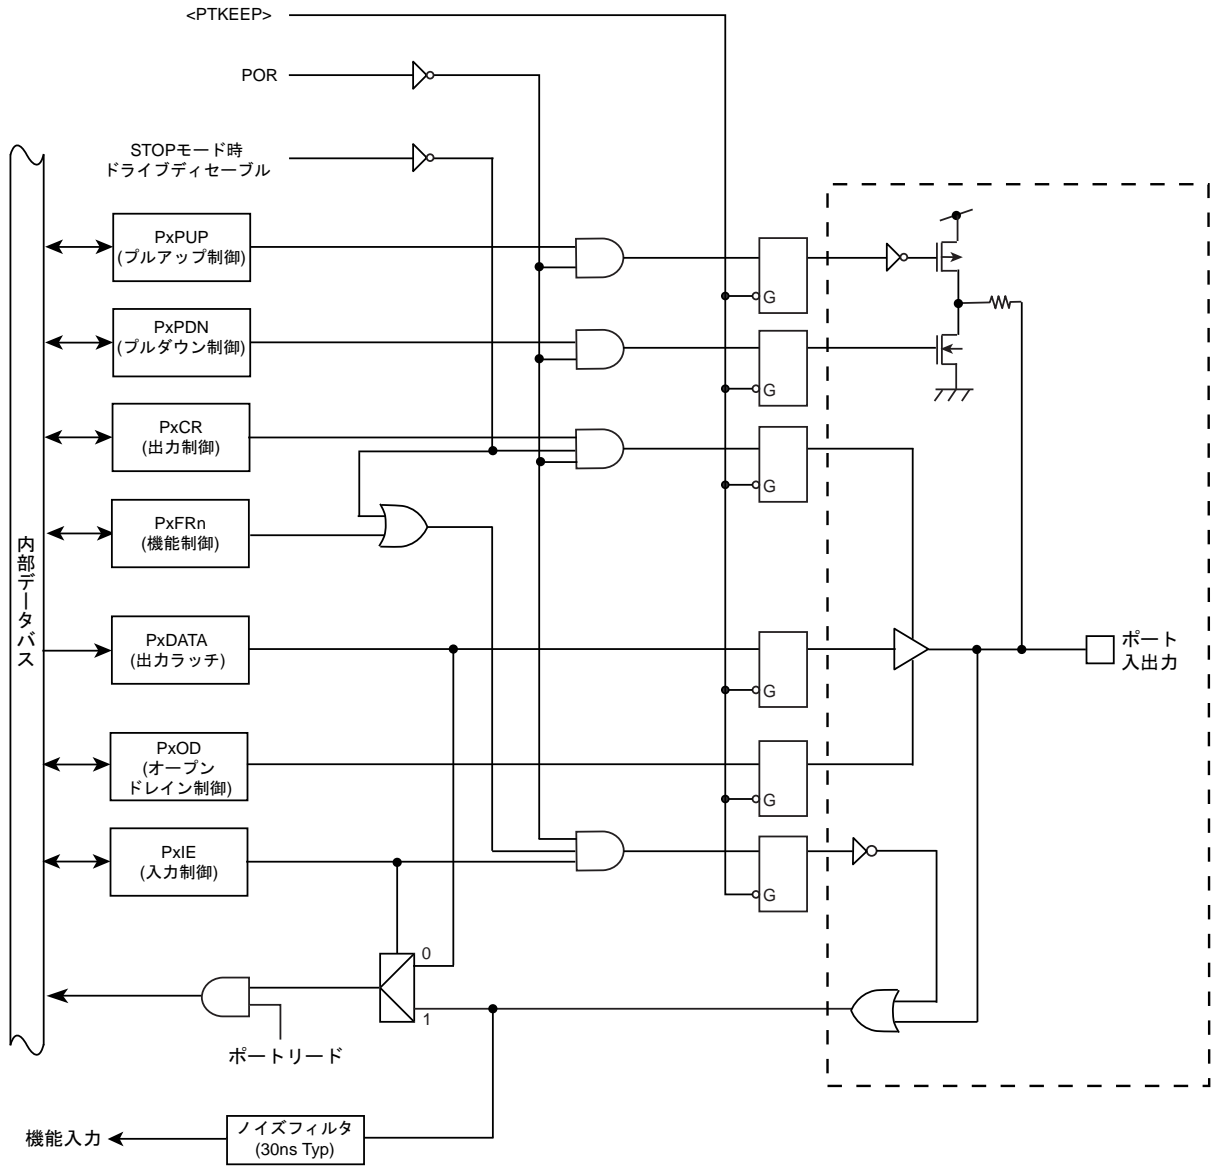 <PTKEEP>
POR
STOPモード時
ドライブディセーブル
PxPUP
(プルアップ制御)
G
PxPDN
(プルダウン制御)
G
PxCR
(出力制御)
G
PxFRn
(機能制御)
内部データバス
PxDATA
(出力ラッチ)
G
ポート
入出力
PxOD
(オープン
ドレイン制御)
G
PxIE
(入力制御)
G
0
1
ポートリード
ノイズフィルタ
(30ns Typ)
機能入力